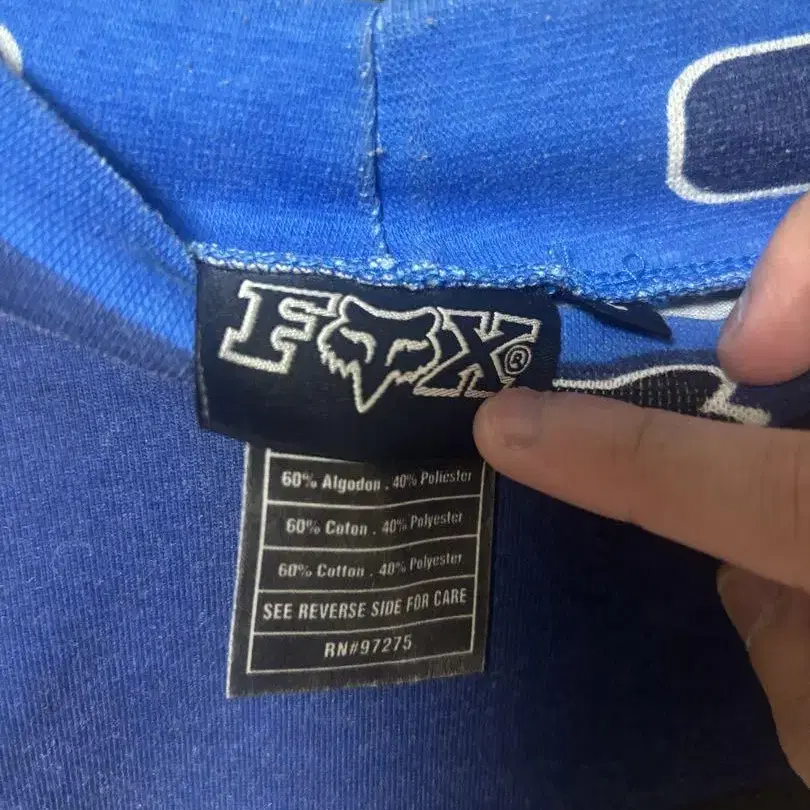 FOX®
60% Algodon . 40% Poliester
60% Coton . 40% Polyester
60% Cotton . 40% Polyester
SEE REVERSE SIDE FOR CARE
RN#97275